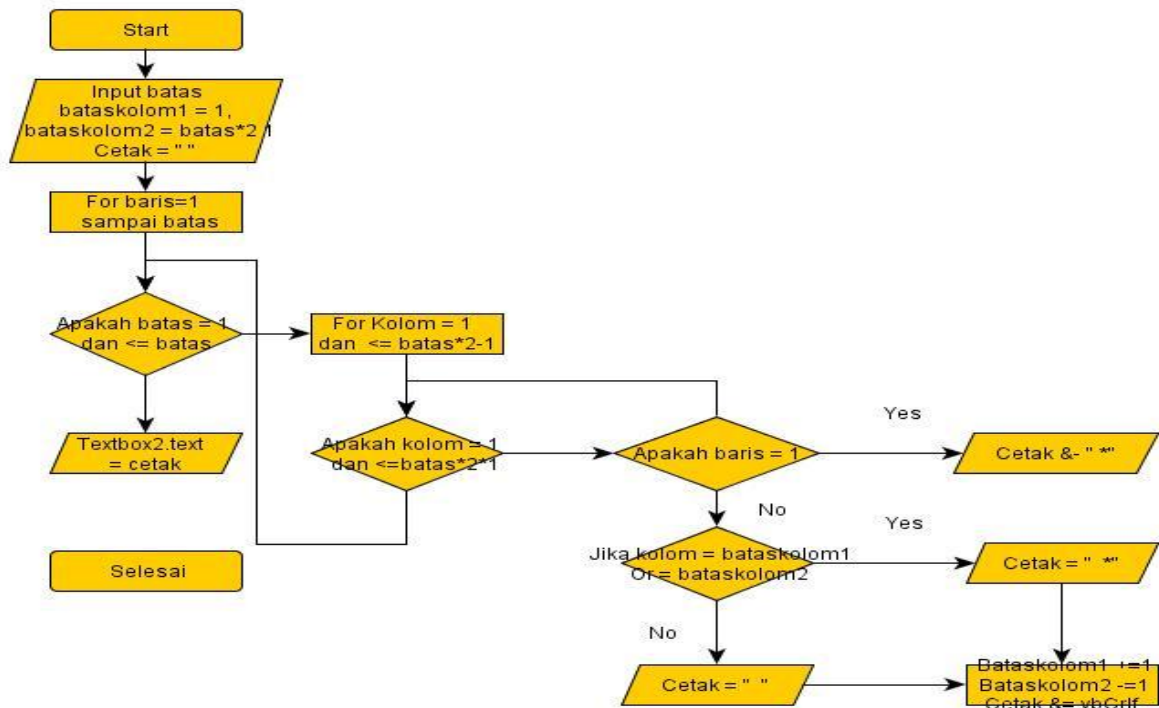 Start
Input batas
bataskolom1 = 1,
bataskolom2 = batas*2-1
Cetak = " "
For baris=1
sampai batas
Apakah batas = 1
dan <= batas
For Kolom = 1
dan <= batas*2-1
Textbox2.text
= cetak
Apakah kolom = 1
dan <=batas*2*1
Apakah baris = 1
Yes
Cetak &- " *"
No
Yes
Jika kolom = bataskolom1
Or = bataskolom2
Cetak = " *"
Selesai
No
Cetak = " "
Bataskolom1 +=1
Bataskolom2 -=1
Cetak &= vbCrlf